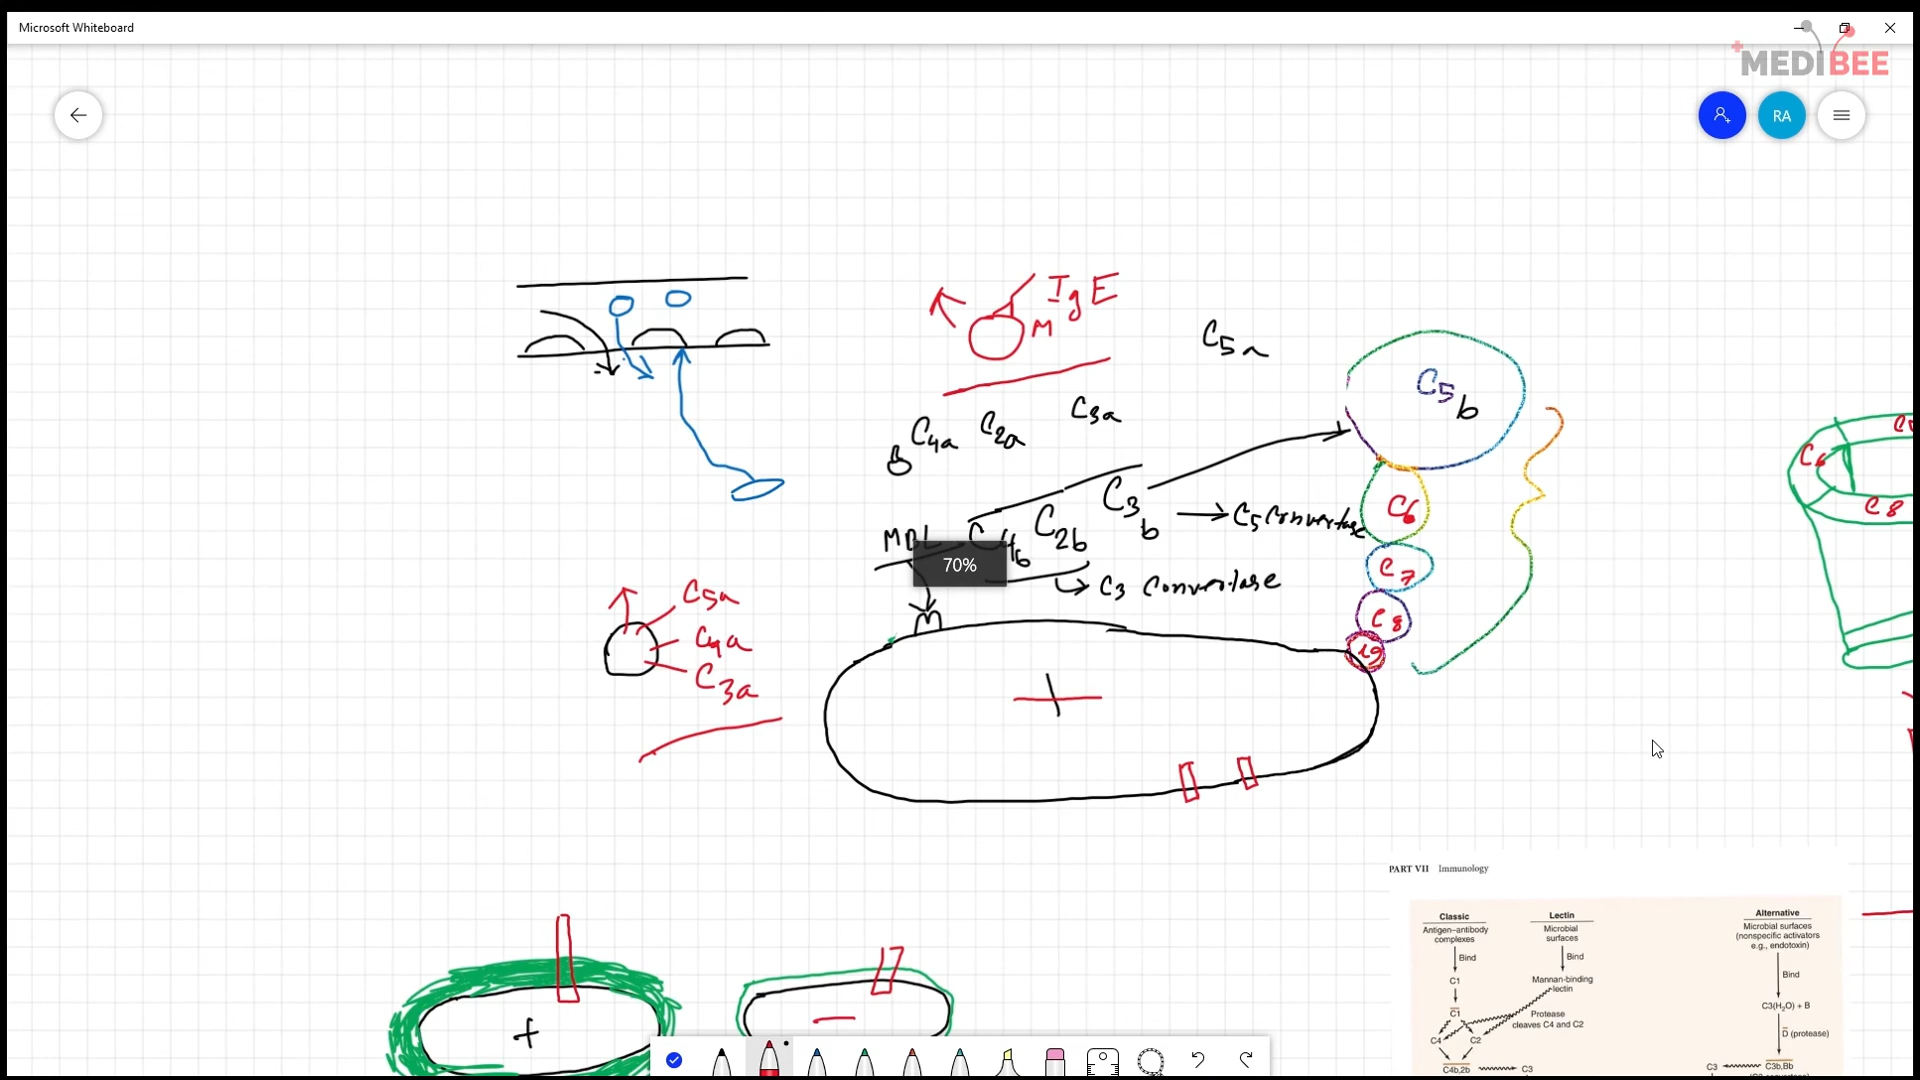 Microsoft Whiteboard
MEDIBEE
RA
IgE
M
C5a
C5b
C4a C2a C3a
C6
C6
C8
MBL C4b C2b C3b → C5 Convertase
70%
C3 Convertase
C7
M
C8
C9
C5a
C4a
C3a
+
PART VII Immunology
Classic
Antigen–antibody
complexes
Bind
C1
C1
C4
C2
C4b,2b
C3
Lectin
Microbial
surfaces
Bind
Mannan-binding
lectin
Protease
cleaves C4 and C2
Alternative
Microbial surfaces
(nonspecific activators
e.g., endotoxin)
Bind
C3(H2O) + B
D (protease)
C3
C3b,Bb
+
−